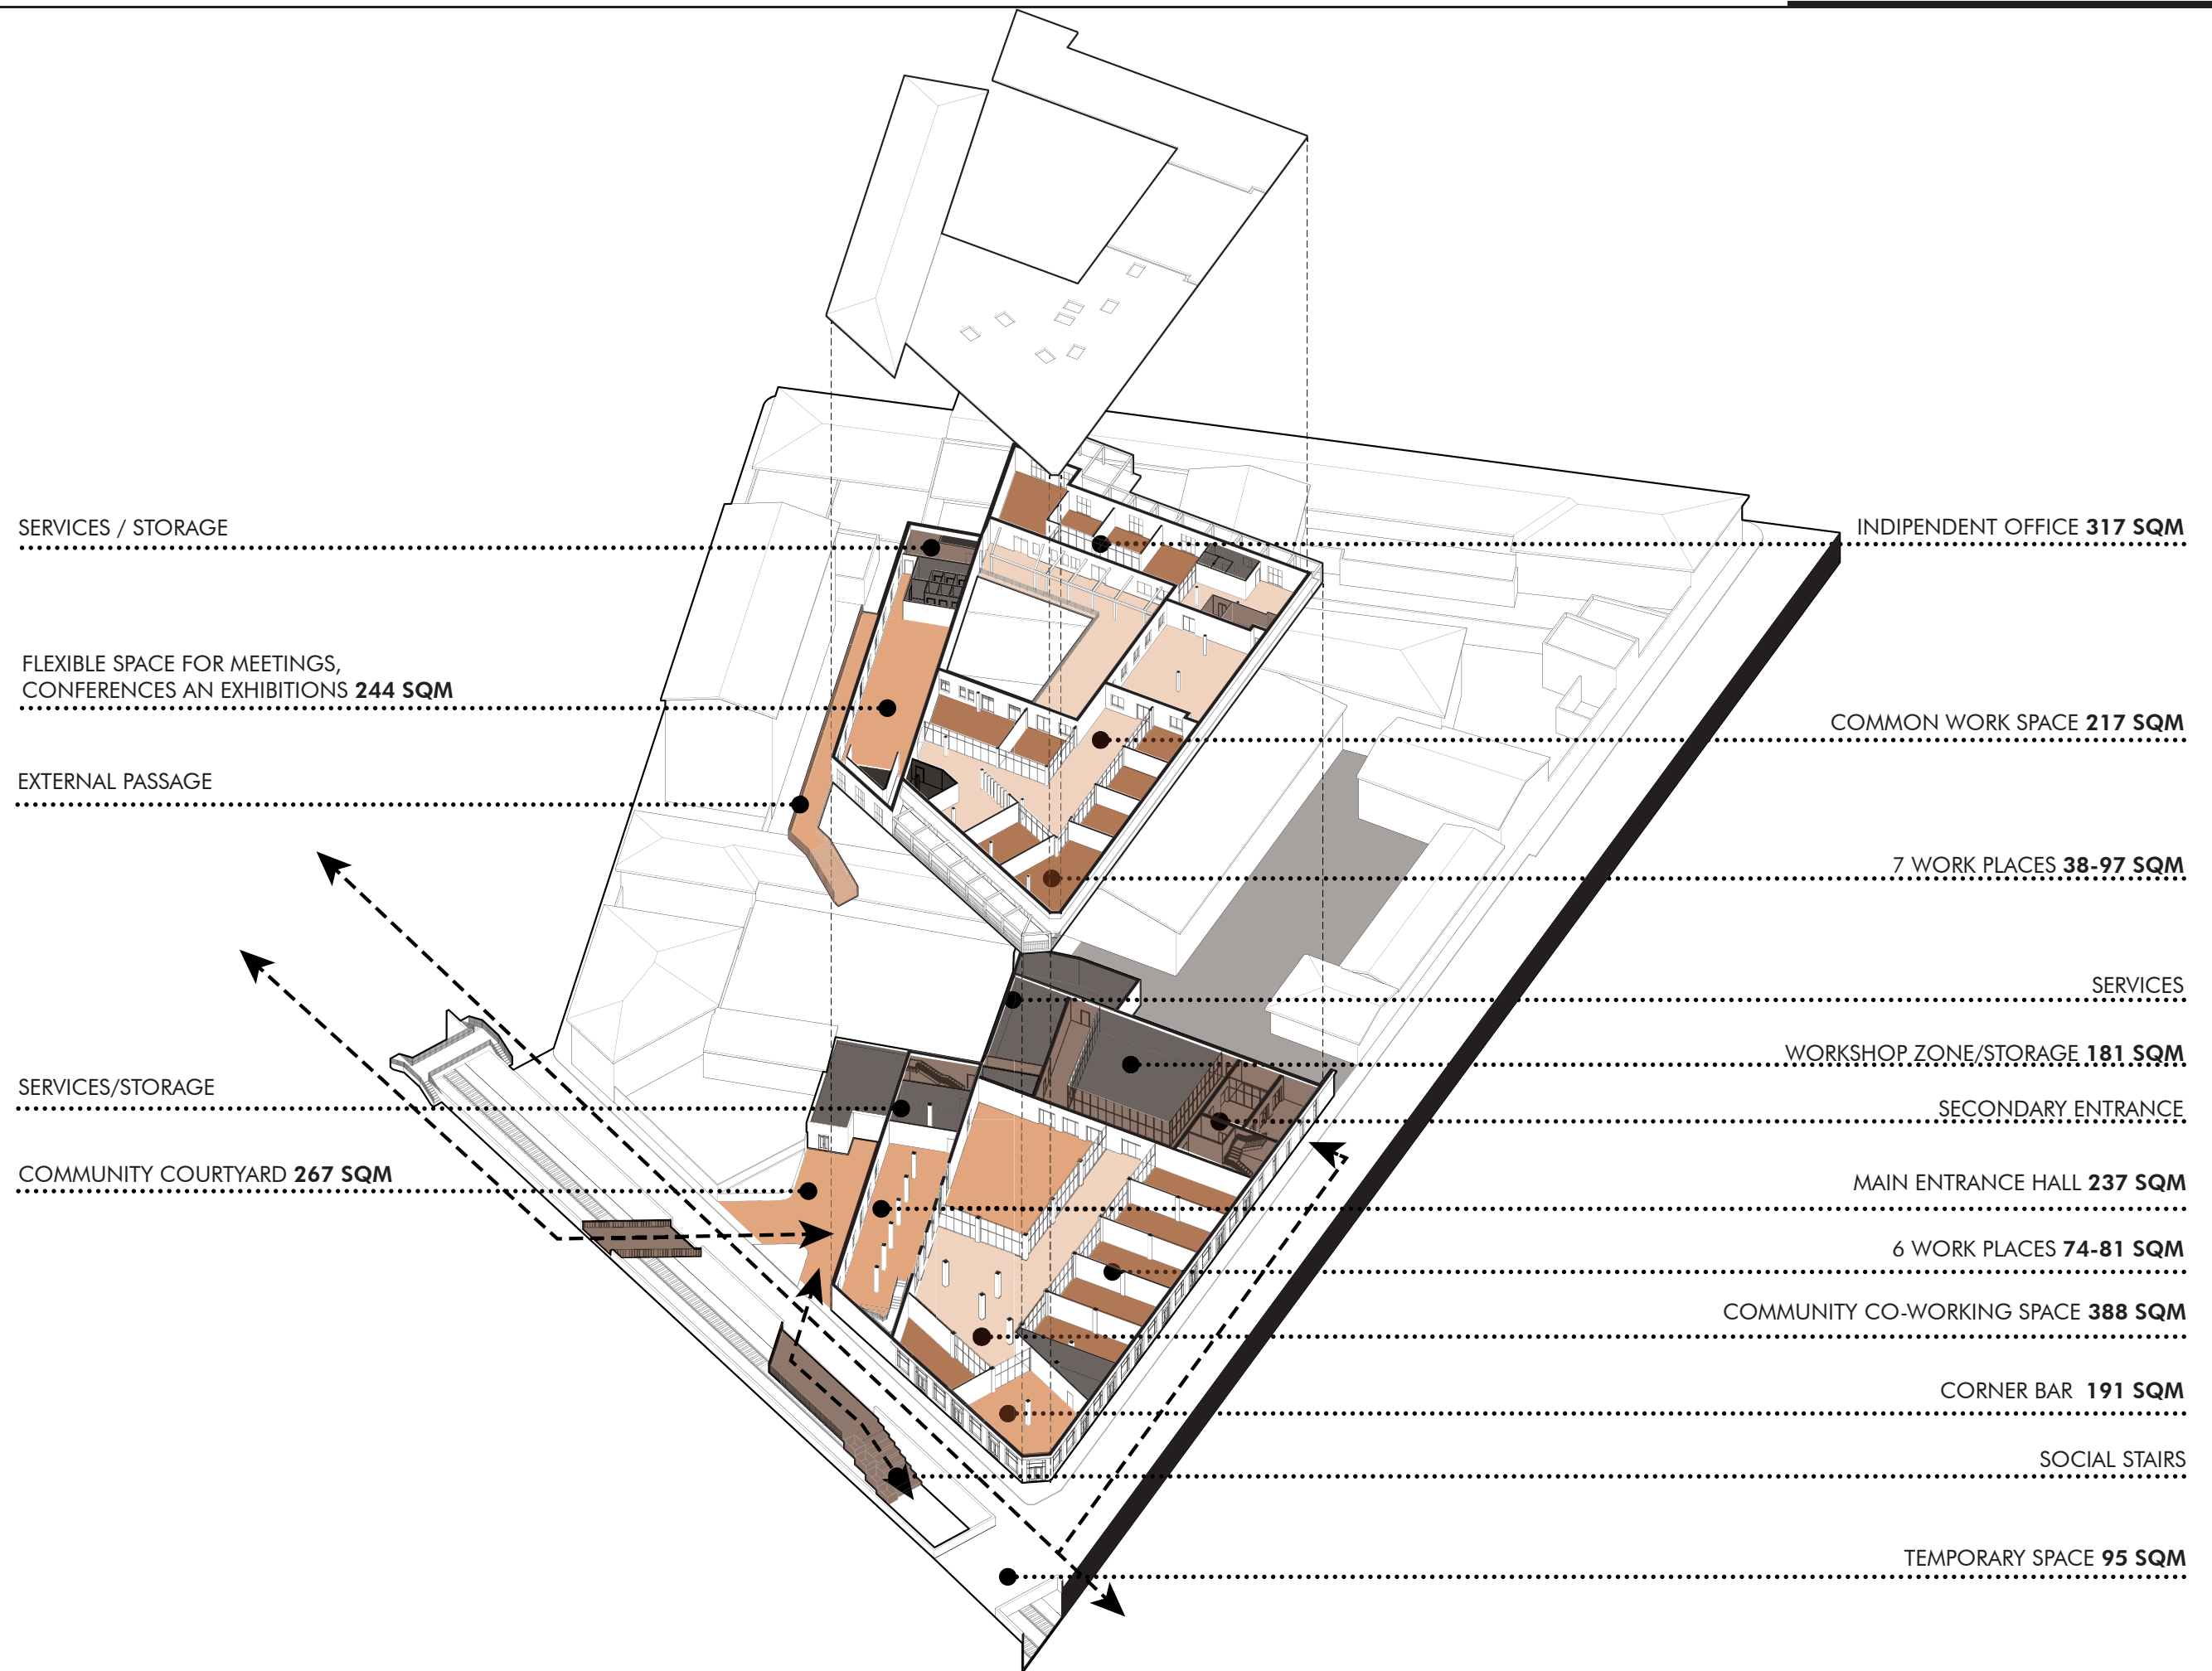 SERVICES / STORAGE
FLEXIBLE SPACE FOR MEETINGS,
CONFERENCES AN EXHIBITIONS 244 SQM
EXTERNAL PASSAGE
SERVICES/STORAGE
COMMUNITY COURTYARD 267 SQM
INDIPENDENT OFFICE 317 SQM
COMMON WORK SPACE 217 SQM
7 WORK PLACES 38-97 SQM
SERVICES
WORKSHOP ZONE/STORAGE 181 SQM
SECONDARY ENTRANCE
MAIN ENTRANCE HALL 237 SQM
6 WORK PLACES 74-81 SQM
COMMUNITY CO-WORKING SPACE 388 SQM
CORNER BAR 191 SQM
SOCIAL STAIRS
TEMPORARY SPACE 95 SQM